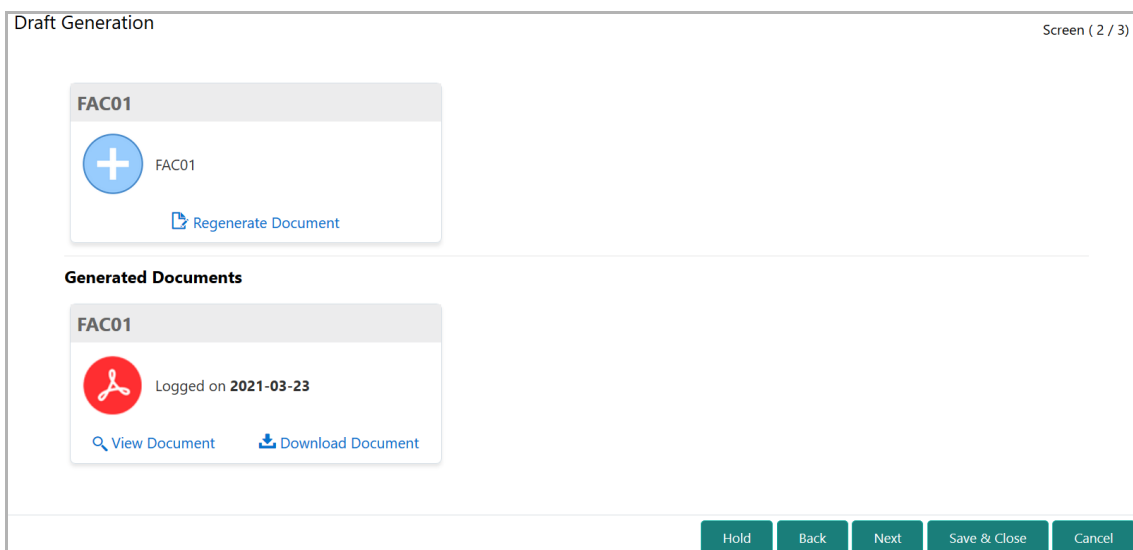 Draft Generation
Screen ( 2 / 3)
FAC01
FAC01
Regenerate Document
Generated Documents
FAC01
Logged on 2021-03-23
View Document Download Document
Hold Back Next Save & Close Cancel